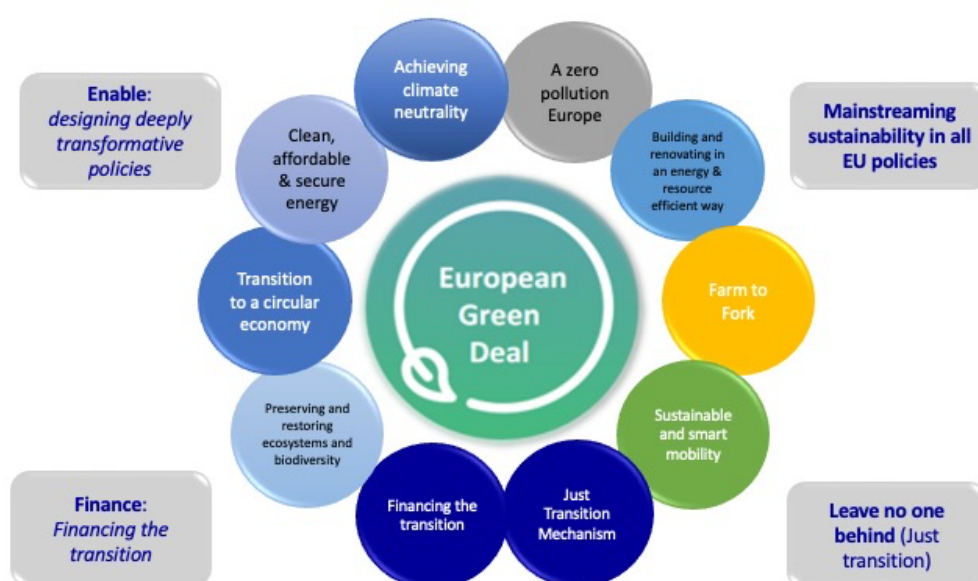 Achieving
climate
neutrality
A zero
pollution
Europe
Enable:
designing deeply
transformative
policies
Mainstreaming
sustainability in all
EU policies
Clean,
affordable
& secure
energy
Building and
renovating in
an energy &
resource
efficient way
Transition
to a circular
economy
European
Green
Deal
Farm to
Fork
Preserving and
restoring
ecosystems and
biodiversity
Sustainable
and smart
mobility
Finance:
Financing the
transition
Financing the
transition
Just
Transition
Mechanism
Leave no one
behind (Just
transition)